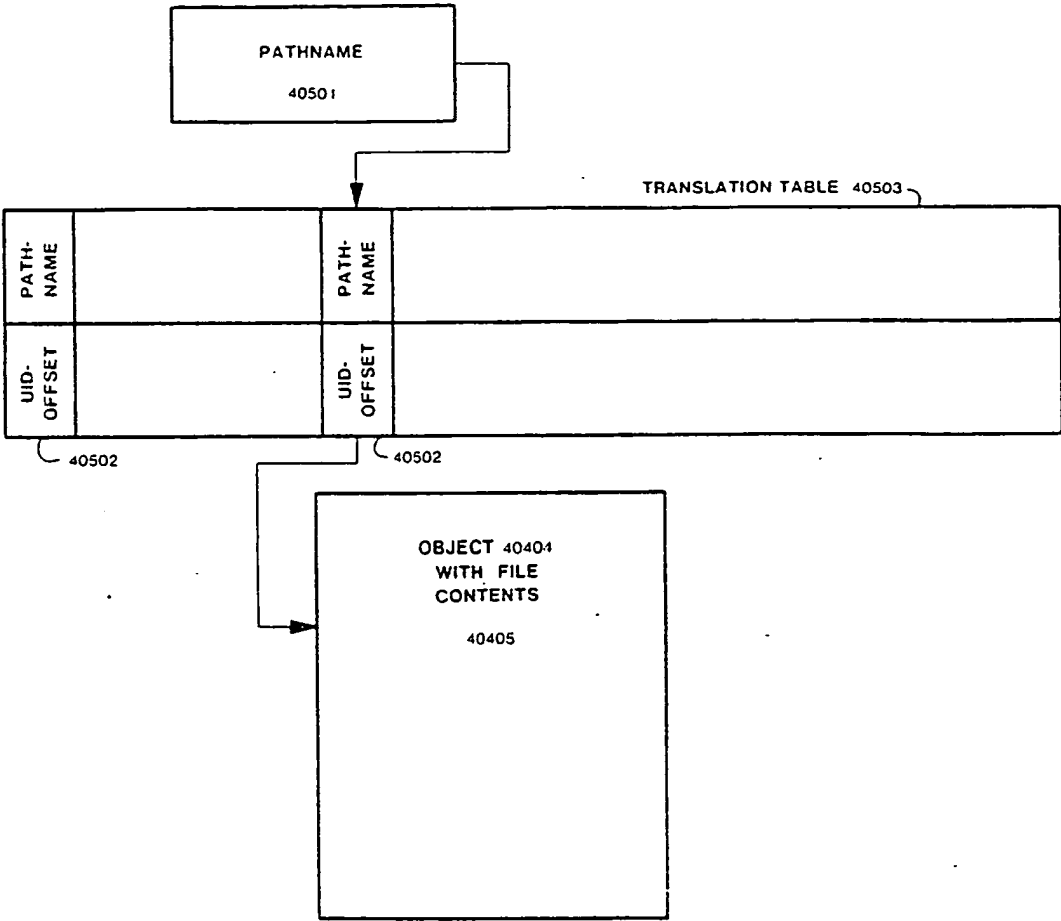 PATHNAME
40501
TRANSLATION TABLE 40503
PATH-
NAME
PATH-
NAME
UID-
OFFSET
UID-
OFFSET
40502
40502
OBJECT 40404
WITH FILE
CONTENTS
40405